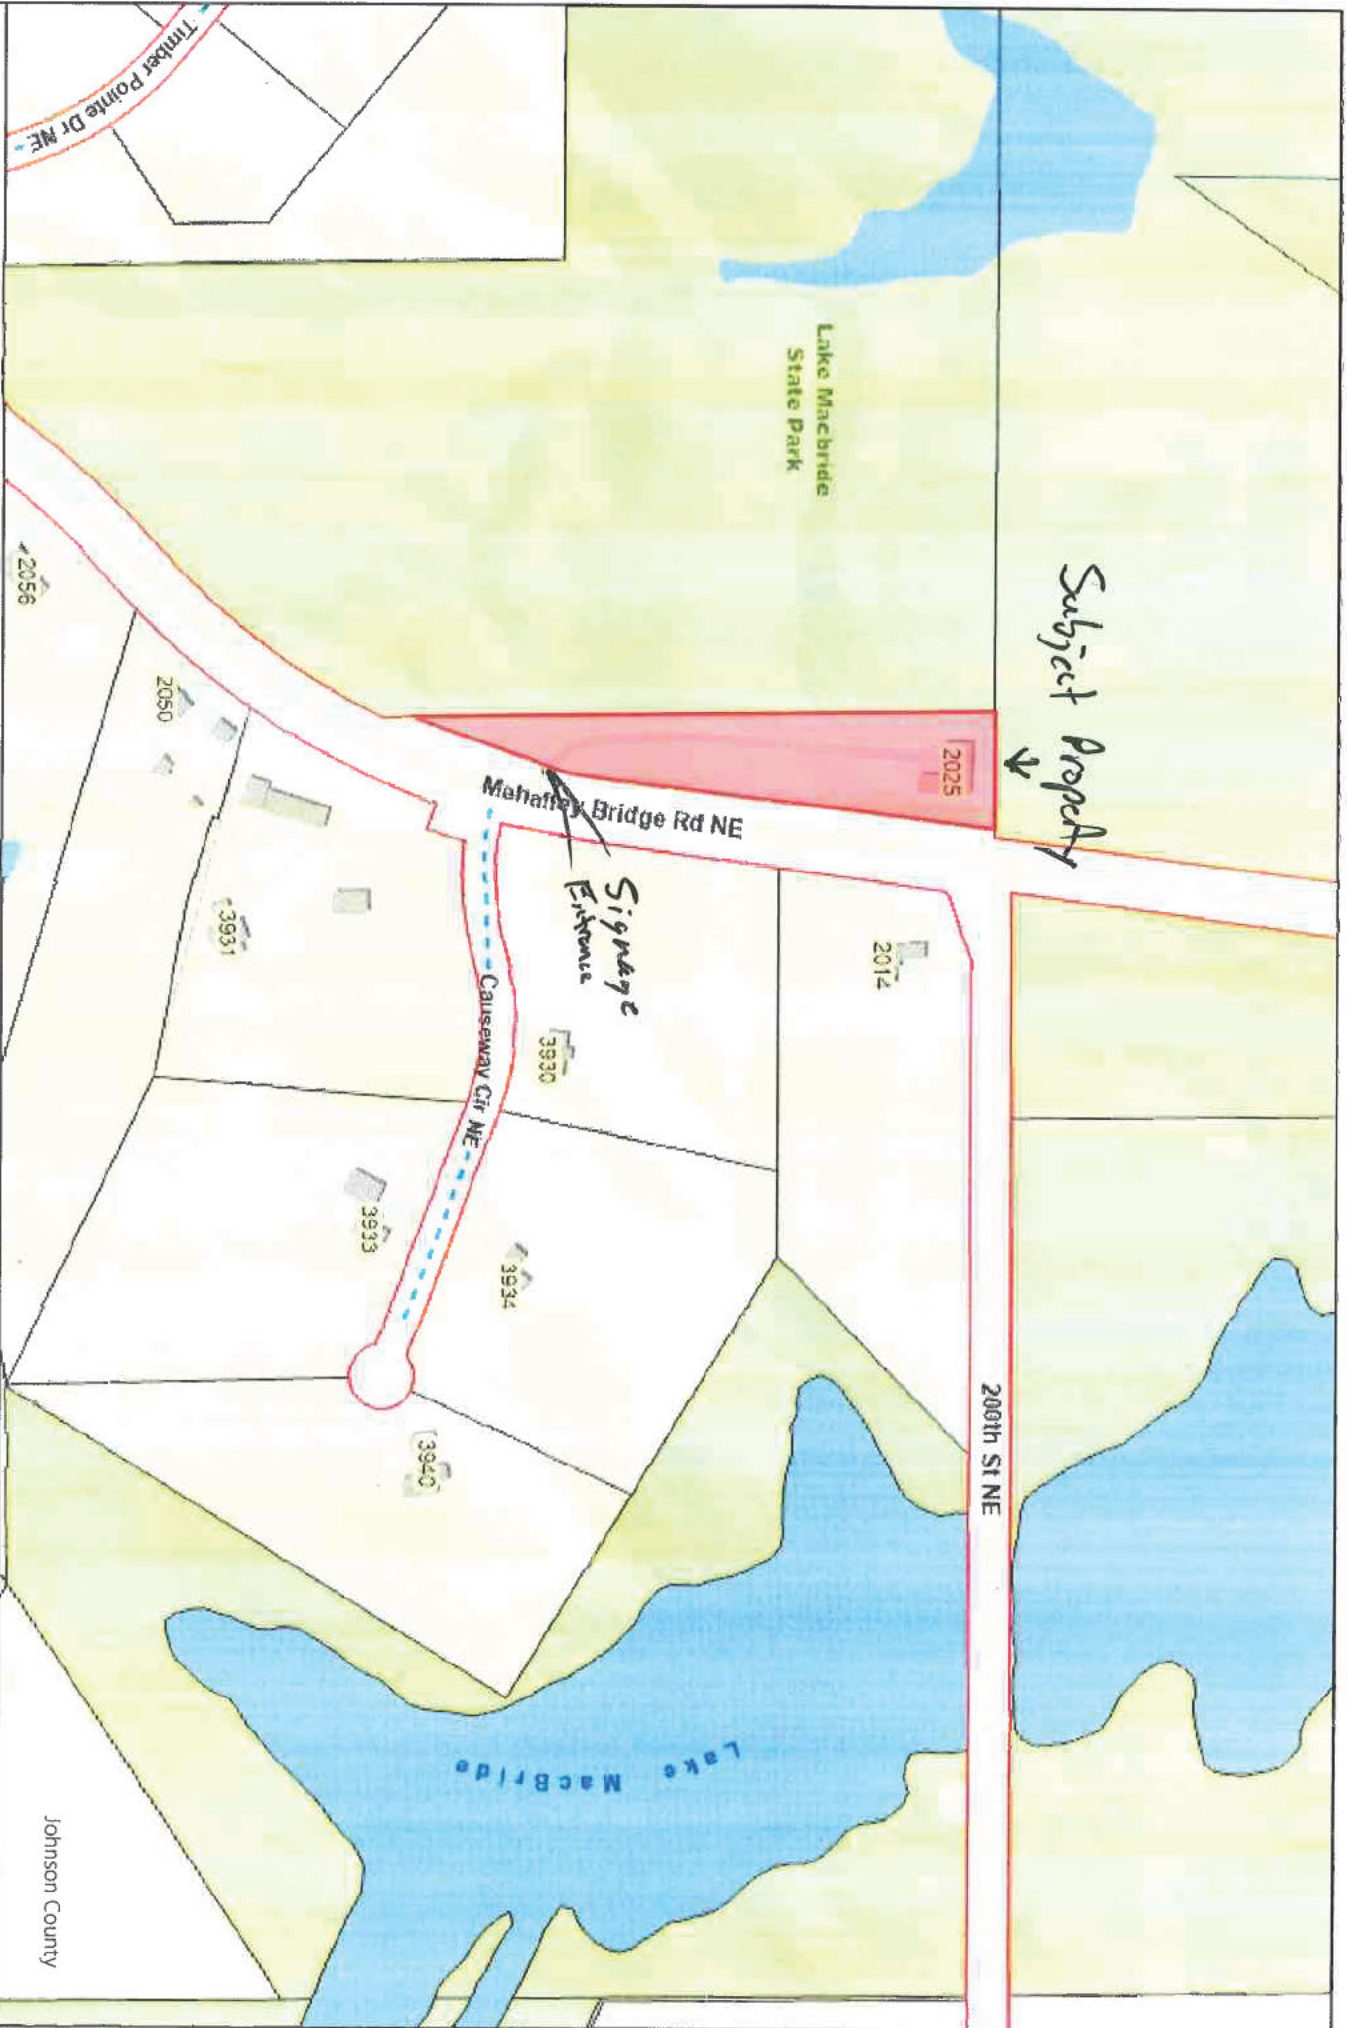 Subject Property
Lake Macbride
State Park
2025
Mehaffey Bridge Rd NE
Signage
Entrance
2014
200th St NE
3930
Causeway Cir NE
3934
3931
3933
3940
2050
2056
Timber Pointe Dr NE
Lake MacBride
Johnson County